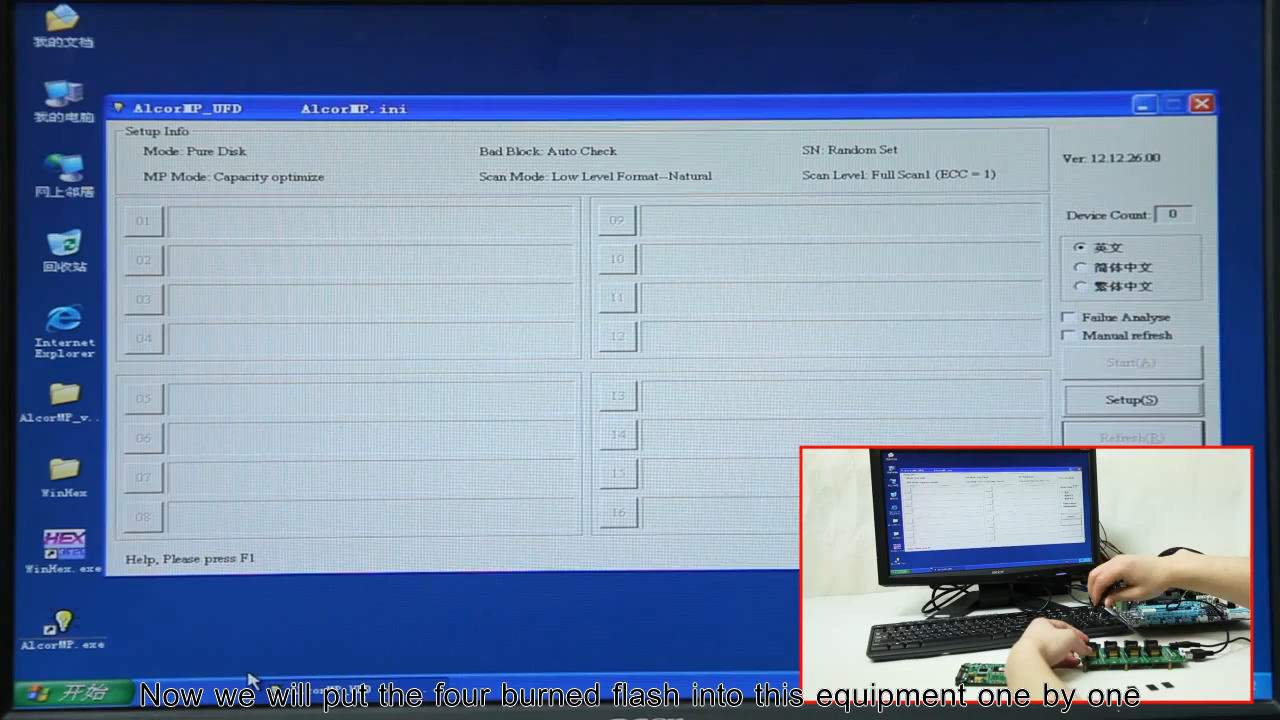 我的文档
我的电脑
网上邻居
回收站
Internet
Explorer
AlcorMP_v..
WinHex
HEX
WinHex.exe
AlcorMP.exe
开始
AlcorMP_UFD AlcorMP.ini
Setup Info
Mode: Pure Disk Bad Block: Auto Check SN: Random Set
MP Mode: Capacity optimize Scan Mode: Low Level Format--Natural Scan Level: Full Scan1 (ECC = 1)
01 09
02 10
03 11
04 12
05 13
06 14
07 15
08 16
Help, Please press F1
Ver: 12.12.26.00
Device Count: 0
英文
简体中文
繁体中文
Failue Analyse
Manual refresh
Start(A)
Setup(S)
Refresh(R)
Now we will put the four burned flash into this equipment one by one